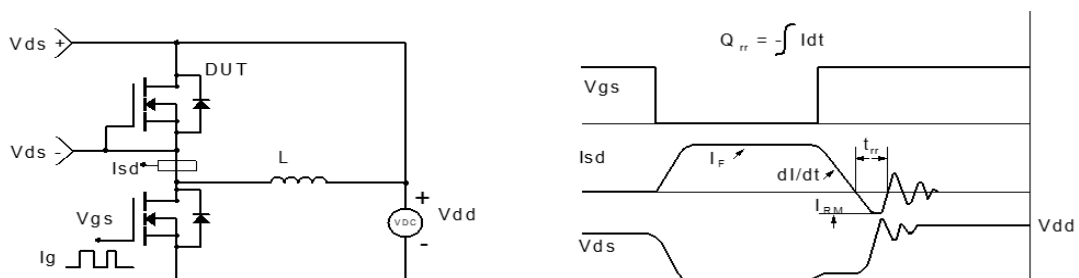 Vds +
DUT
Vds -
Isd
L
Vgs
Ig
+
VDC
-
Vdd
Q rr = -∫ Idt
Vgs
Isd
I F
dI/dt
t rr
I RM
Vds
Vdd